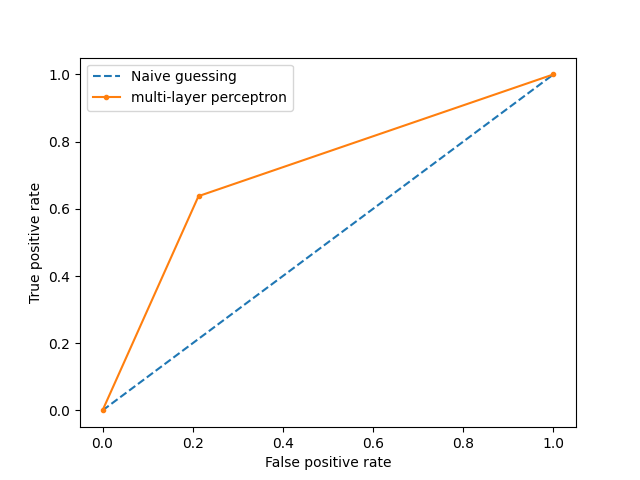 Naive guessing
multi-layer perceptron
1.0
0.8
0.6
0.4
0.2
0.0
True positive rate
0.0 0.2 0.4 0.6 0.8 1.0
False positive rate